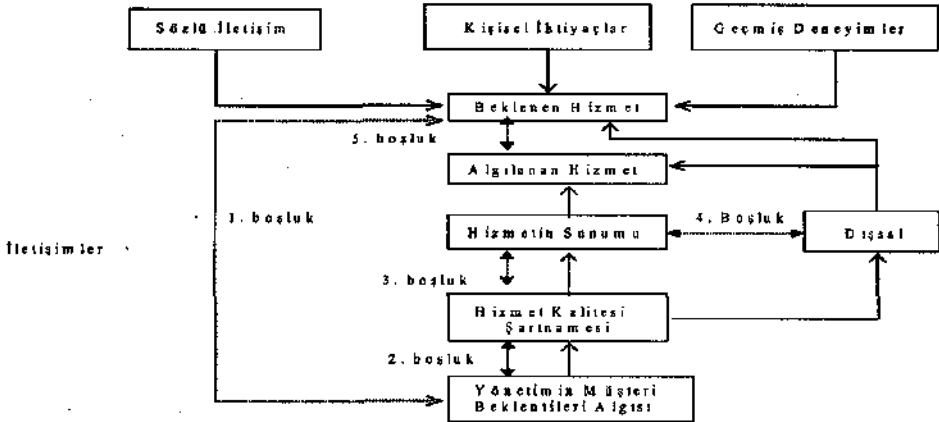 Sözlü İletişim
Kişisel İhtiyaçlar
Geçmiş Deneyimler
Beklenen Hizmet
5. boşluk
Algılanan Hizmet
1. boşluk
4. Boşluk
Hizmetin Sunumu
Dışsal
İletişimler
3. boşluk
Hizmet Kalitesi
Şartnamesi
2. boşluk
Yönetimin Müşteri
Beklentileri Algısı